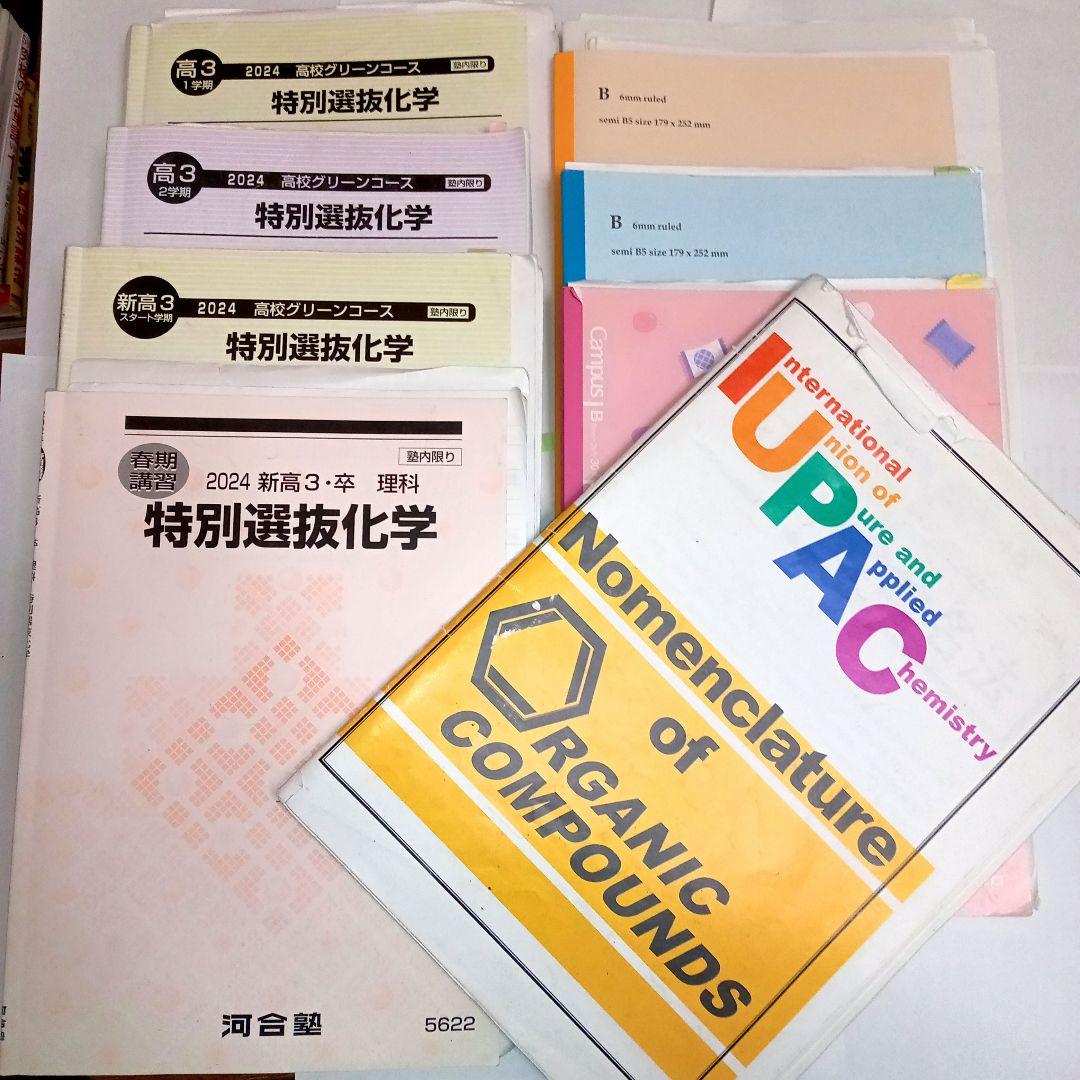 高3
1学期
2024 高校グリーンコース
塾内限り
特別選抜化学
高3
2学期
2024 高校グリーンコース
塾内限り
特別選抜化学
新高3
スタート学期
2024 高校グリーンコース
塾内限り
特別選抜化学
春期
講習
塾内限り
2024 新高3・卒 理科
特別選抜化学
河合塾
5622
B 6mm ruled
semi B5 size 179 x 252 mm
B 6mm ruled
semi B5 size 179 x 252 mm
Campus B
International
Union of
Pure and
Applied
Chemistry
Nomenclature
of
ORGANIC
COMPOUNDS